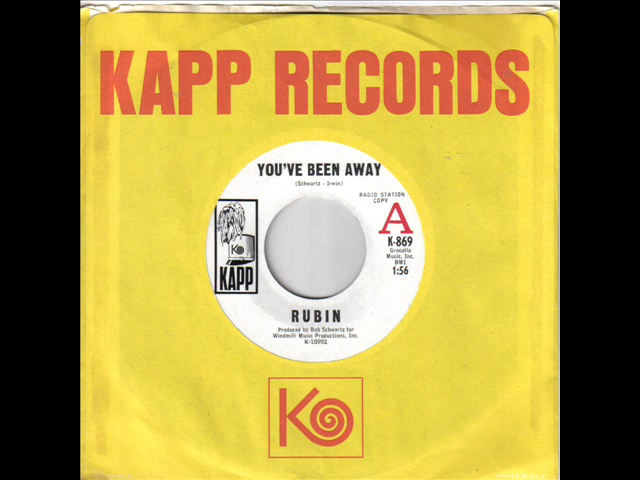 KAPP RECORDS
YOU'VE BEEN AWAY
(Schwartz - Irwin)
RADIO STATION
COPY
A
K-869
Grocalla
Music, Inc.
BMI
1:56
K
KAPP
RUBIN
Produced by Bob Schwartz for
Windmill Music Productions, Inc.
K-10992
K